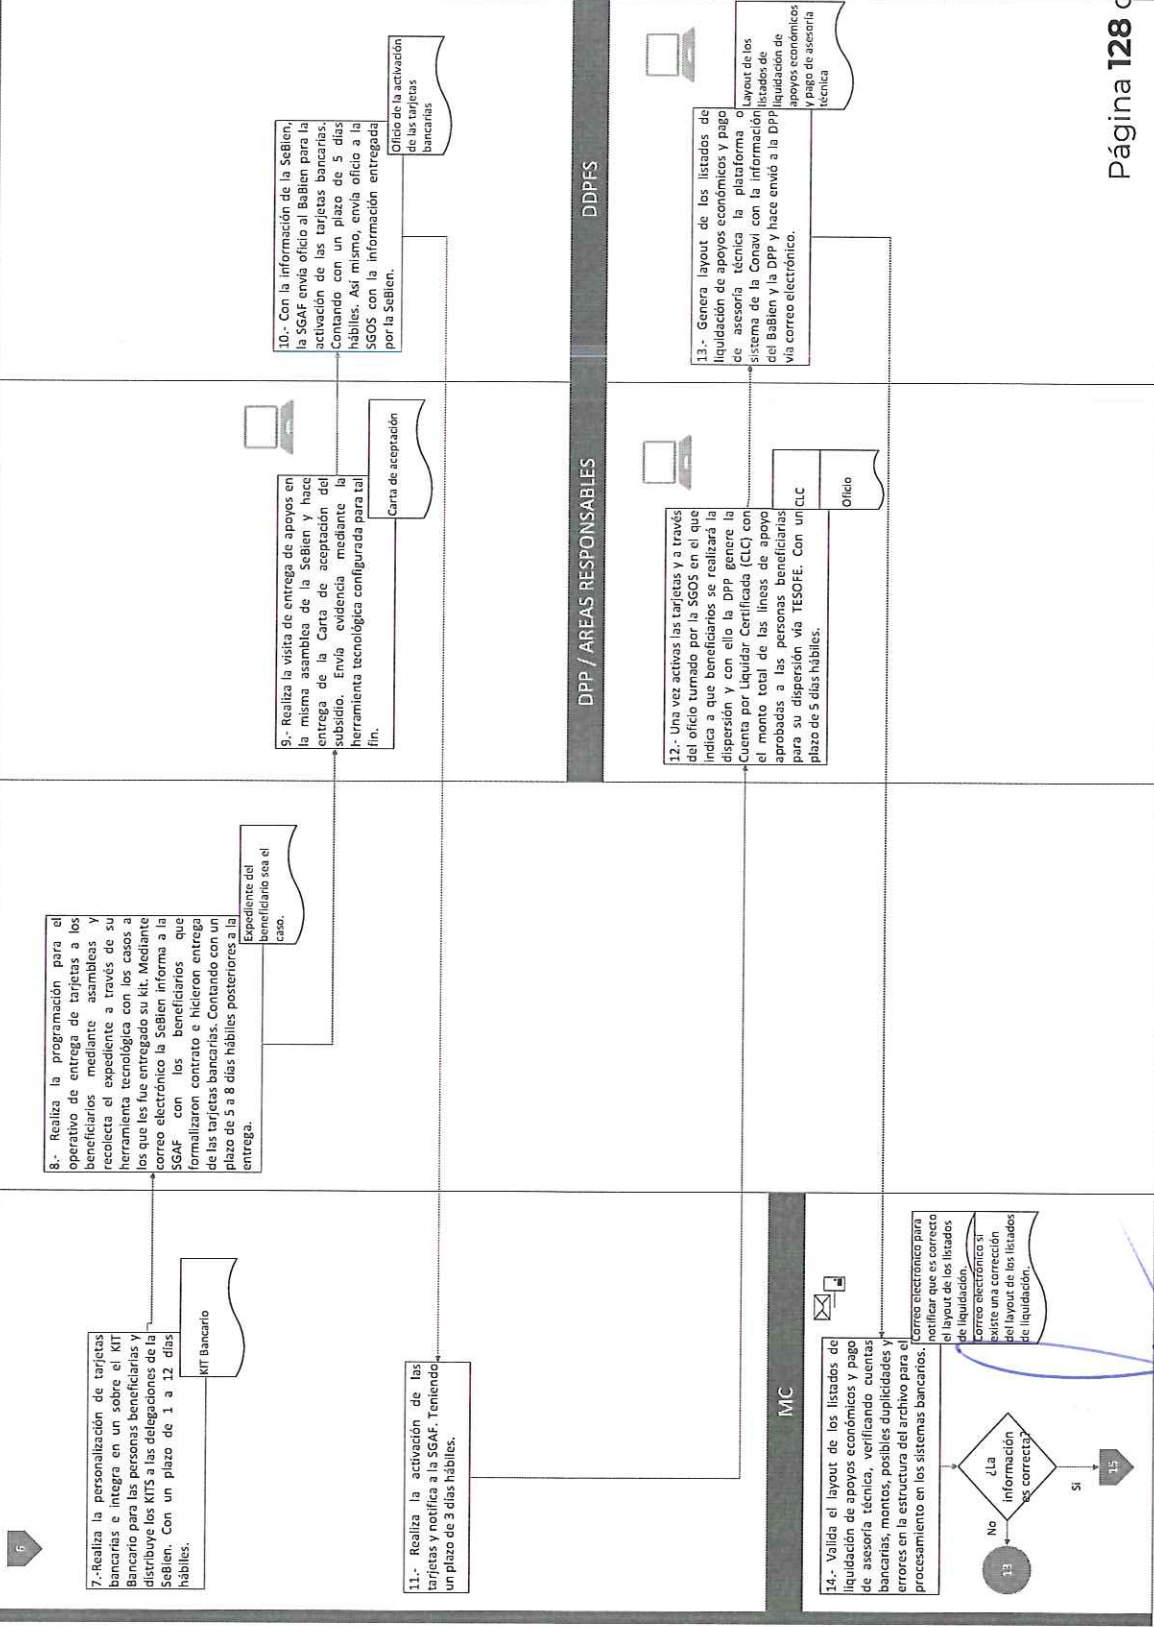 6
7.-Realiza la personalización de tarjetas
bancarias e integra en un sobre el KIT
Bancario para las personas beneficiarias y
distribuye los KITS a las delegaciones de la
SeBien. Con un plazo de 1 a 12 días
hábiles.
KIT Bancario
8.- Realiza la programación para el
operativo de entrega de tarjetas a los
beneficiarios mediante asambleas y
recolecta el expediente a través de su
herramienta tecnológica con los casos a
los que les fue entregado su kit. Mediante
correo electrónico la SeBien informa a la
SGAF con los beneficiarios que
formalizaron contrato e hicieron entrega
de las tarjetas bancarias. Contando con un
plazo de 5 a 8 días hábiles posteriores a la
entrega.
Expediente del
beneficiario sea el
caso.
9.- Realiza la visita de entrega de apoyos en
la misma asamblea de la SeBien y hace
entrega de la Carta de aceptación del
subsidio. Envía evidencia mediante la
herramienta tecnológica configurada para tal
fin.
Carta de aceptación
10.- Con la información de la SeBien,
la SGAF envía oficio al BaBien para la
activación de las tarjetas bancarias.
Contando con un plazo de 5 días
hábiles. Así mismo, envía oficio a la
SGOS con la información entregada
por la SeBien.
Oficio de la activación
de las tarjetas
bancarias
11.- Realiza la activación de las
tarjetas y notifica a la SGAF. Teniendo
un plazo de 3 días hábiles.
DPP / AREAS RESPONSABLES
DDPFS
12.- Una vez activas las tarjetas y a través
del oficio turnado por la SGOS en el que
indica a que beneficiarios se realizará la
dispersión y con ello la DPP genere la
Cuenta por Liquidar Certificada (CLC) con
el monto total de las líneas de apoyo
aprobadas a las personas beneficiarias
para su dispersión vía TESOFE. Con un
plazo de 5 días hábiles.
CLC
Oficio
13.- Genera layout de los listados de
liquidación de apoyos económicos y pago
de asesoría técnica la plataforma o
sistema de la Conavi con la información
del BaBien y la DPP y hace envió a la DPP
vía correo electrónico.
Layout de los
listados de
liquidación de
apoyos económicos
y pago de asesoría
técnica
MC
14.- Valida el layout de los listados de
liquidación de apoyos económicos y pago
de asesoría técnica, verificando cuentas
bancarias, montos, posibles duplicidades y
errores en la estructura del archivo para el
procesamiento en los sistemas bancarios.
Correo electrónico para
notificar que es correcto
el layout de los listados
de liquidación.
Correo electrónico si
existe una corrección
del layout de los listados
de liquidación.
¿La
información
es correcta?
No
13
Si
15
Página 128